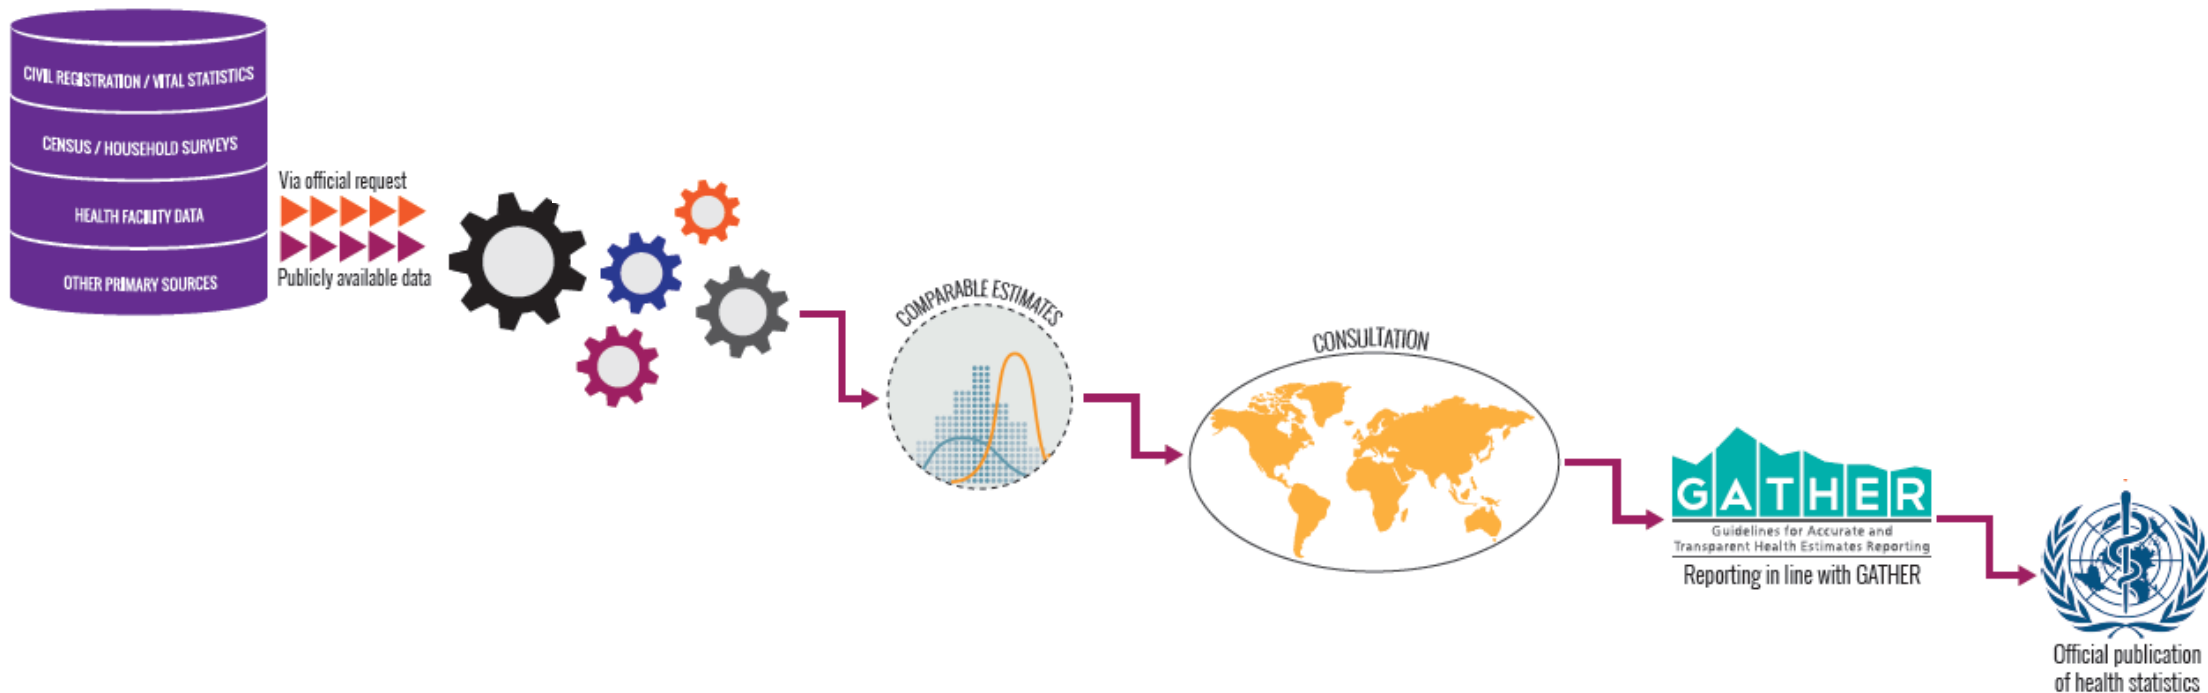 CIVIL REGISTRATION / VITAL STATISTICS
CENSUS / HOUSEHOLD SURVEYS
HEALTH FACILITY DATA
OTHER PRIMARY SOURCES
Via official request
Publicly available data
COMPARABLE ESTIMATES
CONSULTATION
GATHER
Guidelines for Accurate and
Transparent Health Estimates Reporting
Reporting in line with GATHER
Official publication
of health statistics